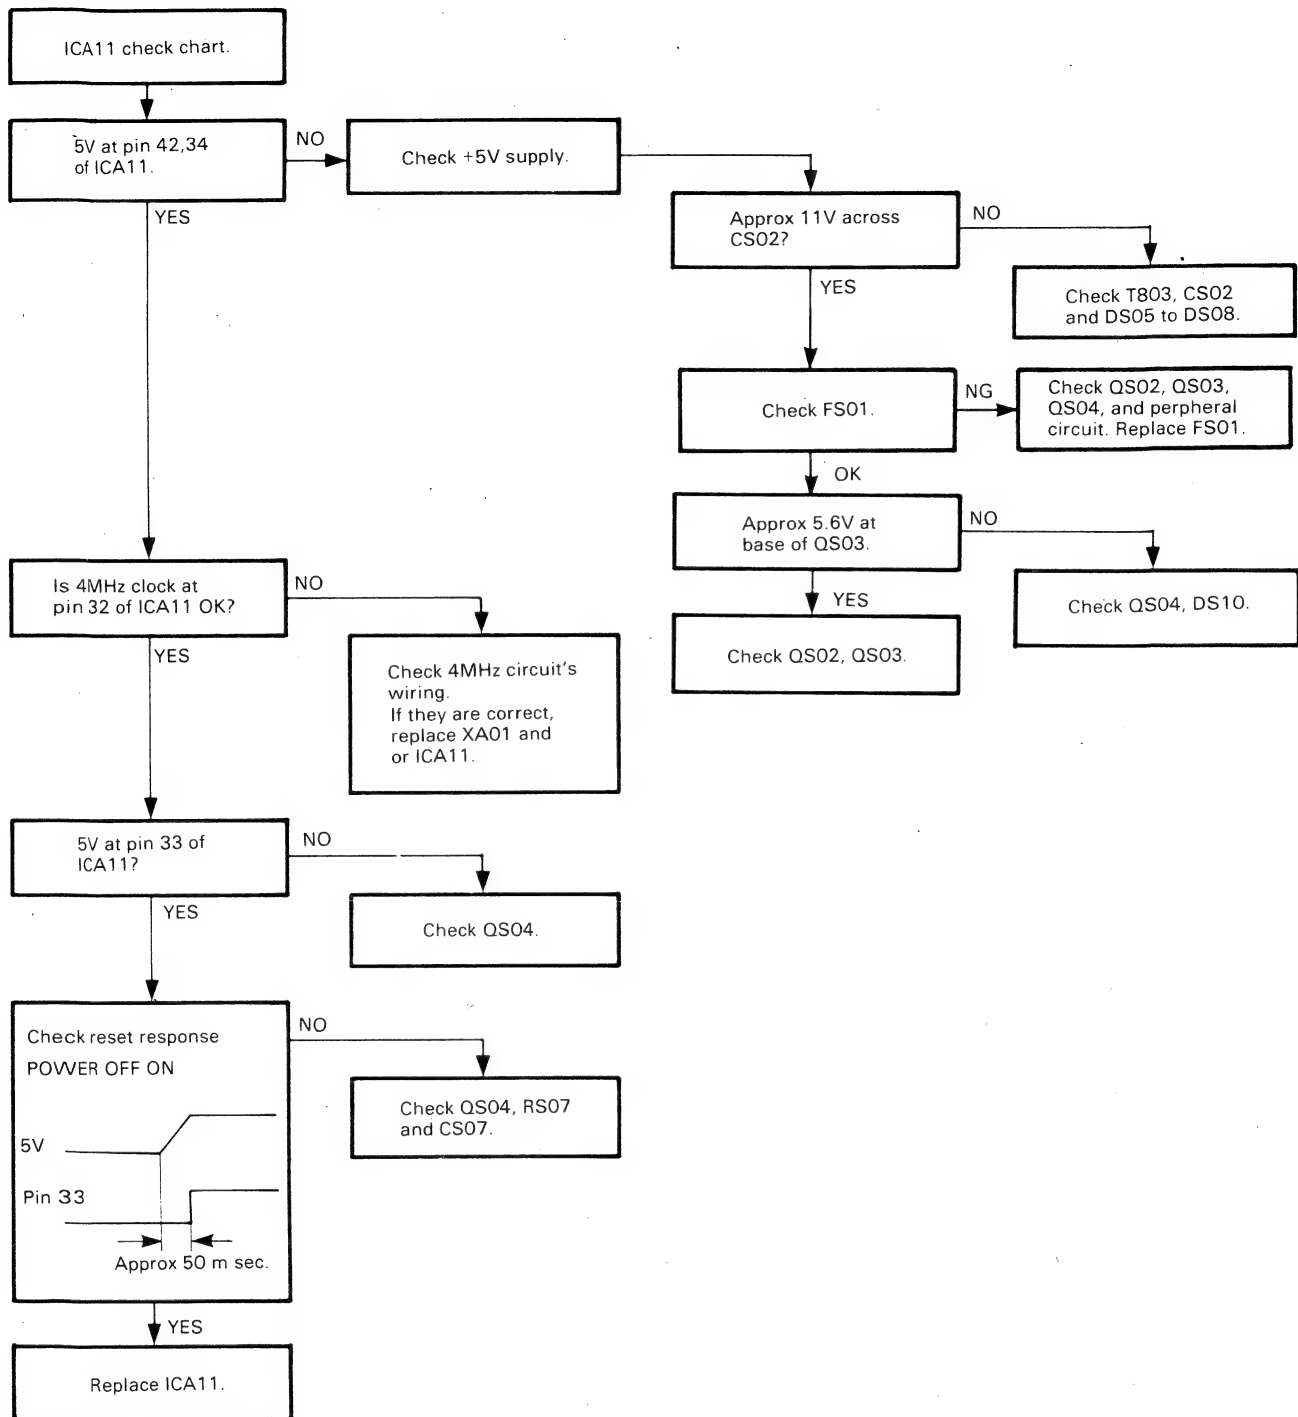 ICA11 check chart.
5V at pin 42,34
of ICA11.
NO
Check +5V supply.
YES
Approx 11V across
CS02?
NO
Check T803, CS02
and DS05 to DS08.
YES
Check FS01.
NG
Check QS02, QS03,
QS04, and perpheral
circuit. Replace FS01.
OK
Approx 5.6V at
base of QS03.
NO
Check QS04, DS10.
YES
Check QS02, QS03.
Is 4MHz clock at
pin 32 of ICA11 OK?
NO
Check 4MHz circuit's
wiring.
If they are correct,
replace XA01 and
or ICA11.
YES
5V at pin 33 of
ICA11?
NO
Check QS04.
YES
Check reset response
POWER OFF ON
5V
Pin 33
Approx 50 m sec.
NO
Check QS04, RS07
and CS07.
YES
Replace ICA11.